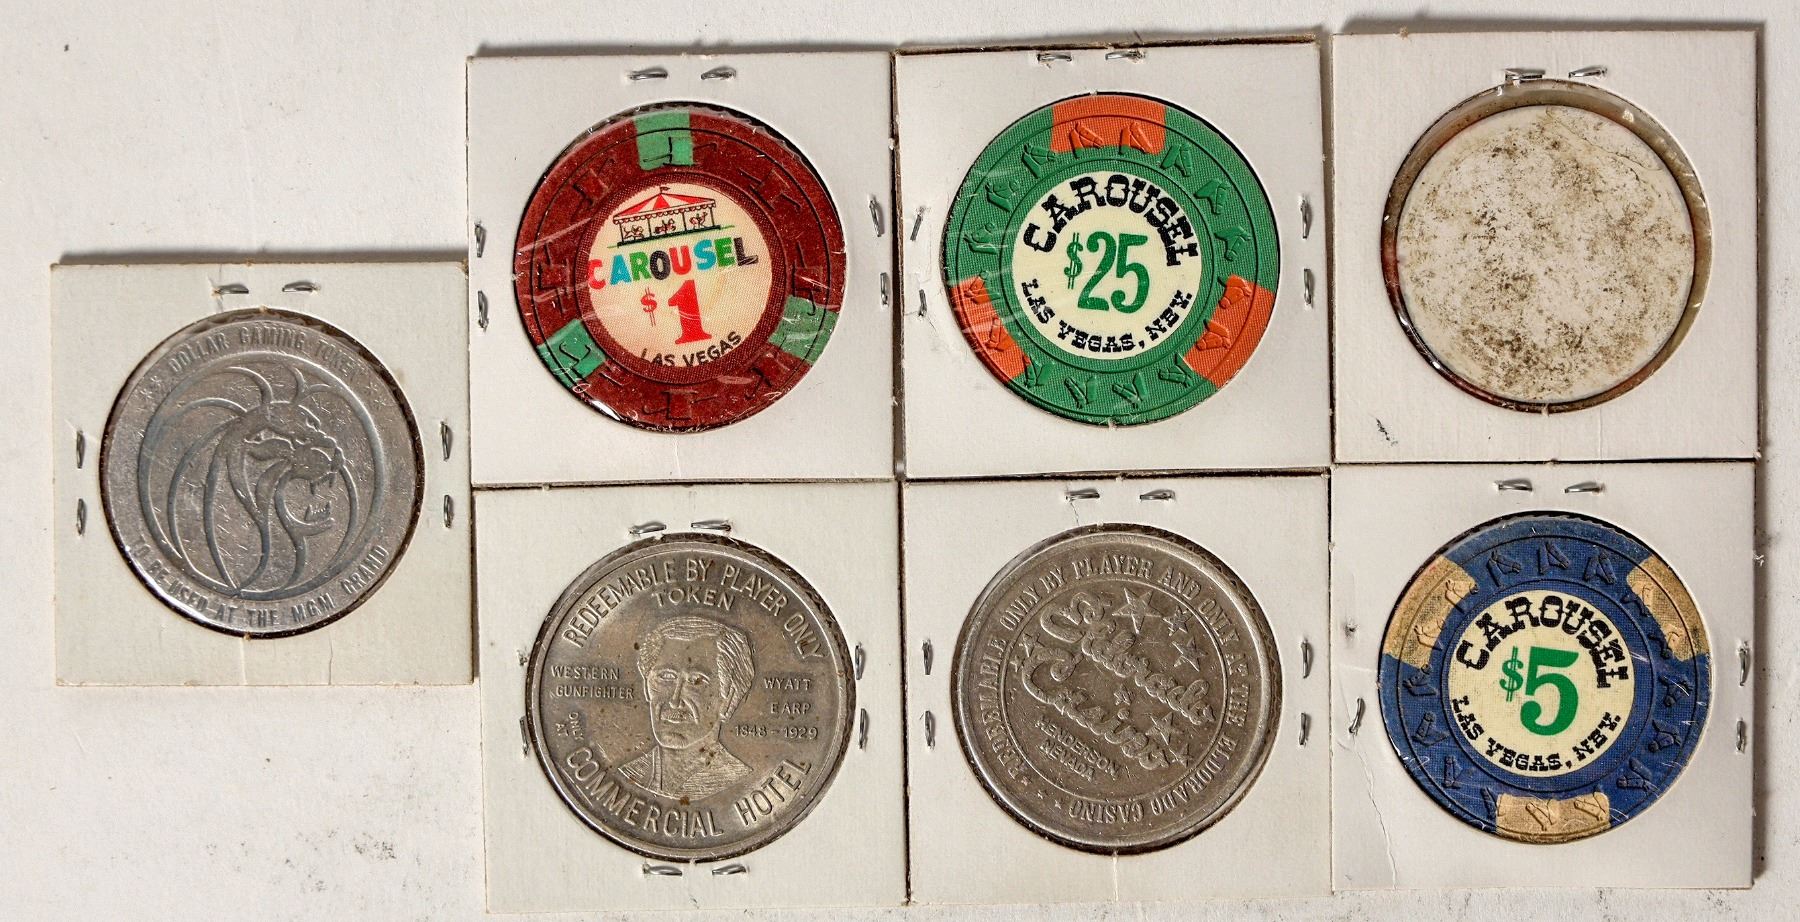 CAROUSEL
$1
LAS VEGAS
CAROUSEL
$25
LAS VEGAS, NEV.
DOLLAR GAMING TOKEN
TO BE USED AT THE MGM GRAND
REDEEMABLE BY PLAYER ONLY
TOKEN
WESTERN
GUNFIGHTER
WYATT
EARP
1848-1929
ONLY
AT
COMMERCIAL HOTEL
REDEEMABLE ONLY BY PLAYER AND ONLY AT THE ELDORADO CASINO
Eldorado
Casino
HENDERSON
NEVADA
CAROUSEL
$5
LAS VEGAS, NEV.